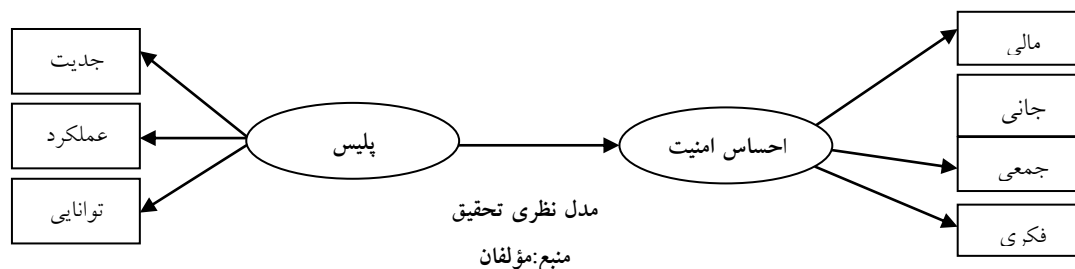 مالی
جانی
جمعی
فکری
احساس امنیت
پلیس
جدیت
عملکرد
توانایی
مدل نظری تحقیق
منبع:مؤلفان